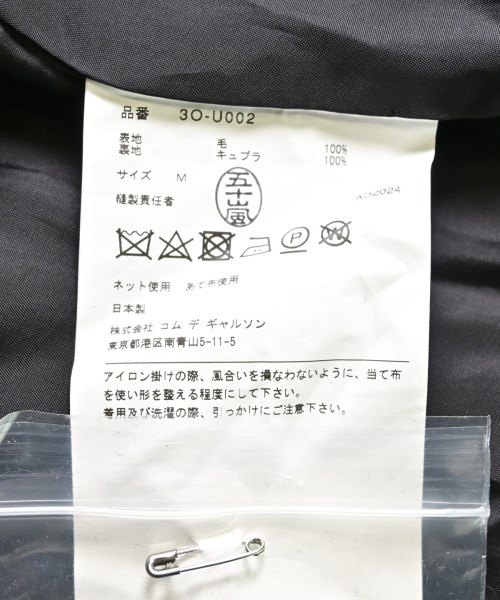 品番 3O-U002
表地 毛 100%
裏地 キュプラ 100%
サイズ M
縫製責任者 五十嵐
AD2024
P W
ネット使用 あて布使用
日本製
株式会社 コム デ ギャルソン
東京都港区南青山5-11-5
アイロン掛けの際、風合いを損なわないように、当て布
を使い形を整える程度にして下さい。
着用及び洗濯の際、引っかけにご注意下さい。